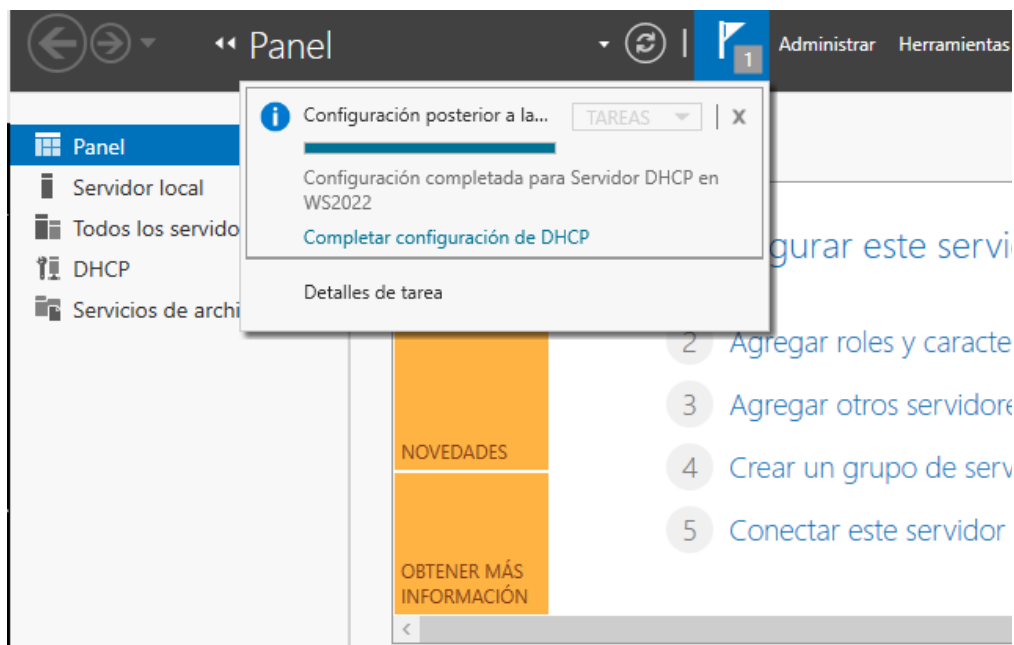 Panel
1
Administrar
Herramientas
Configuración posterior a la...
TAREAS
X
Configuración completada para Servidor DHCP en
WS2022
Completar configuración de DHCP
Detalles de tarea
Panel
Servidor local
Todos los servido
DHCP
Servicios de archi
gurar este servi
2 Agregar roles y caracte
3 Agregar otros servidore
4 Crear un grupo de serv
5 Conectar este servidor
NOVEDADES
OBTENER MÁS
INFORMACIÓN